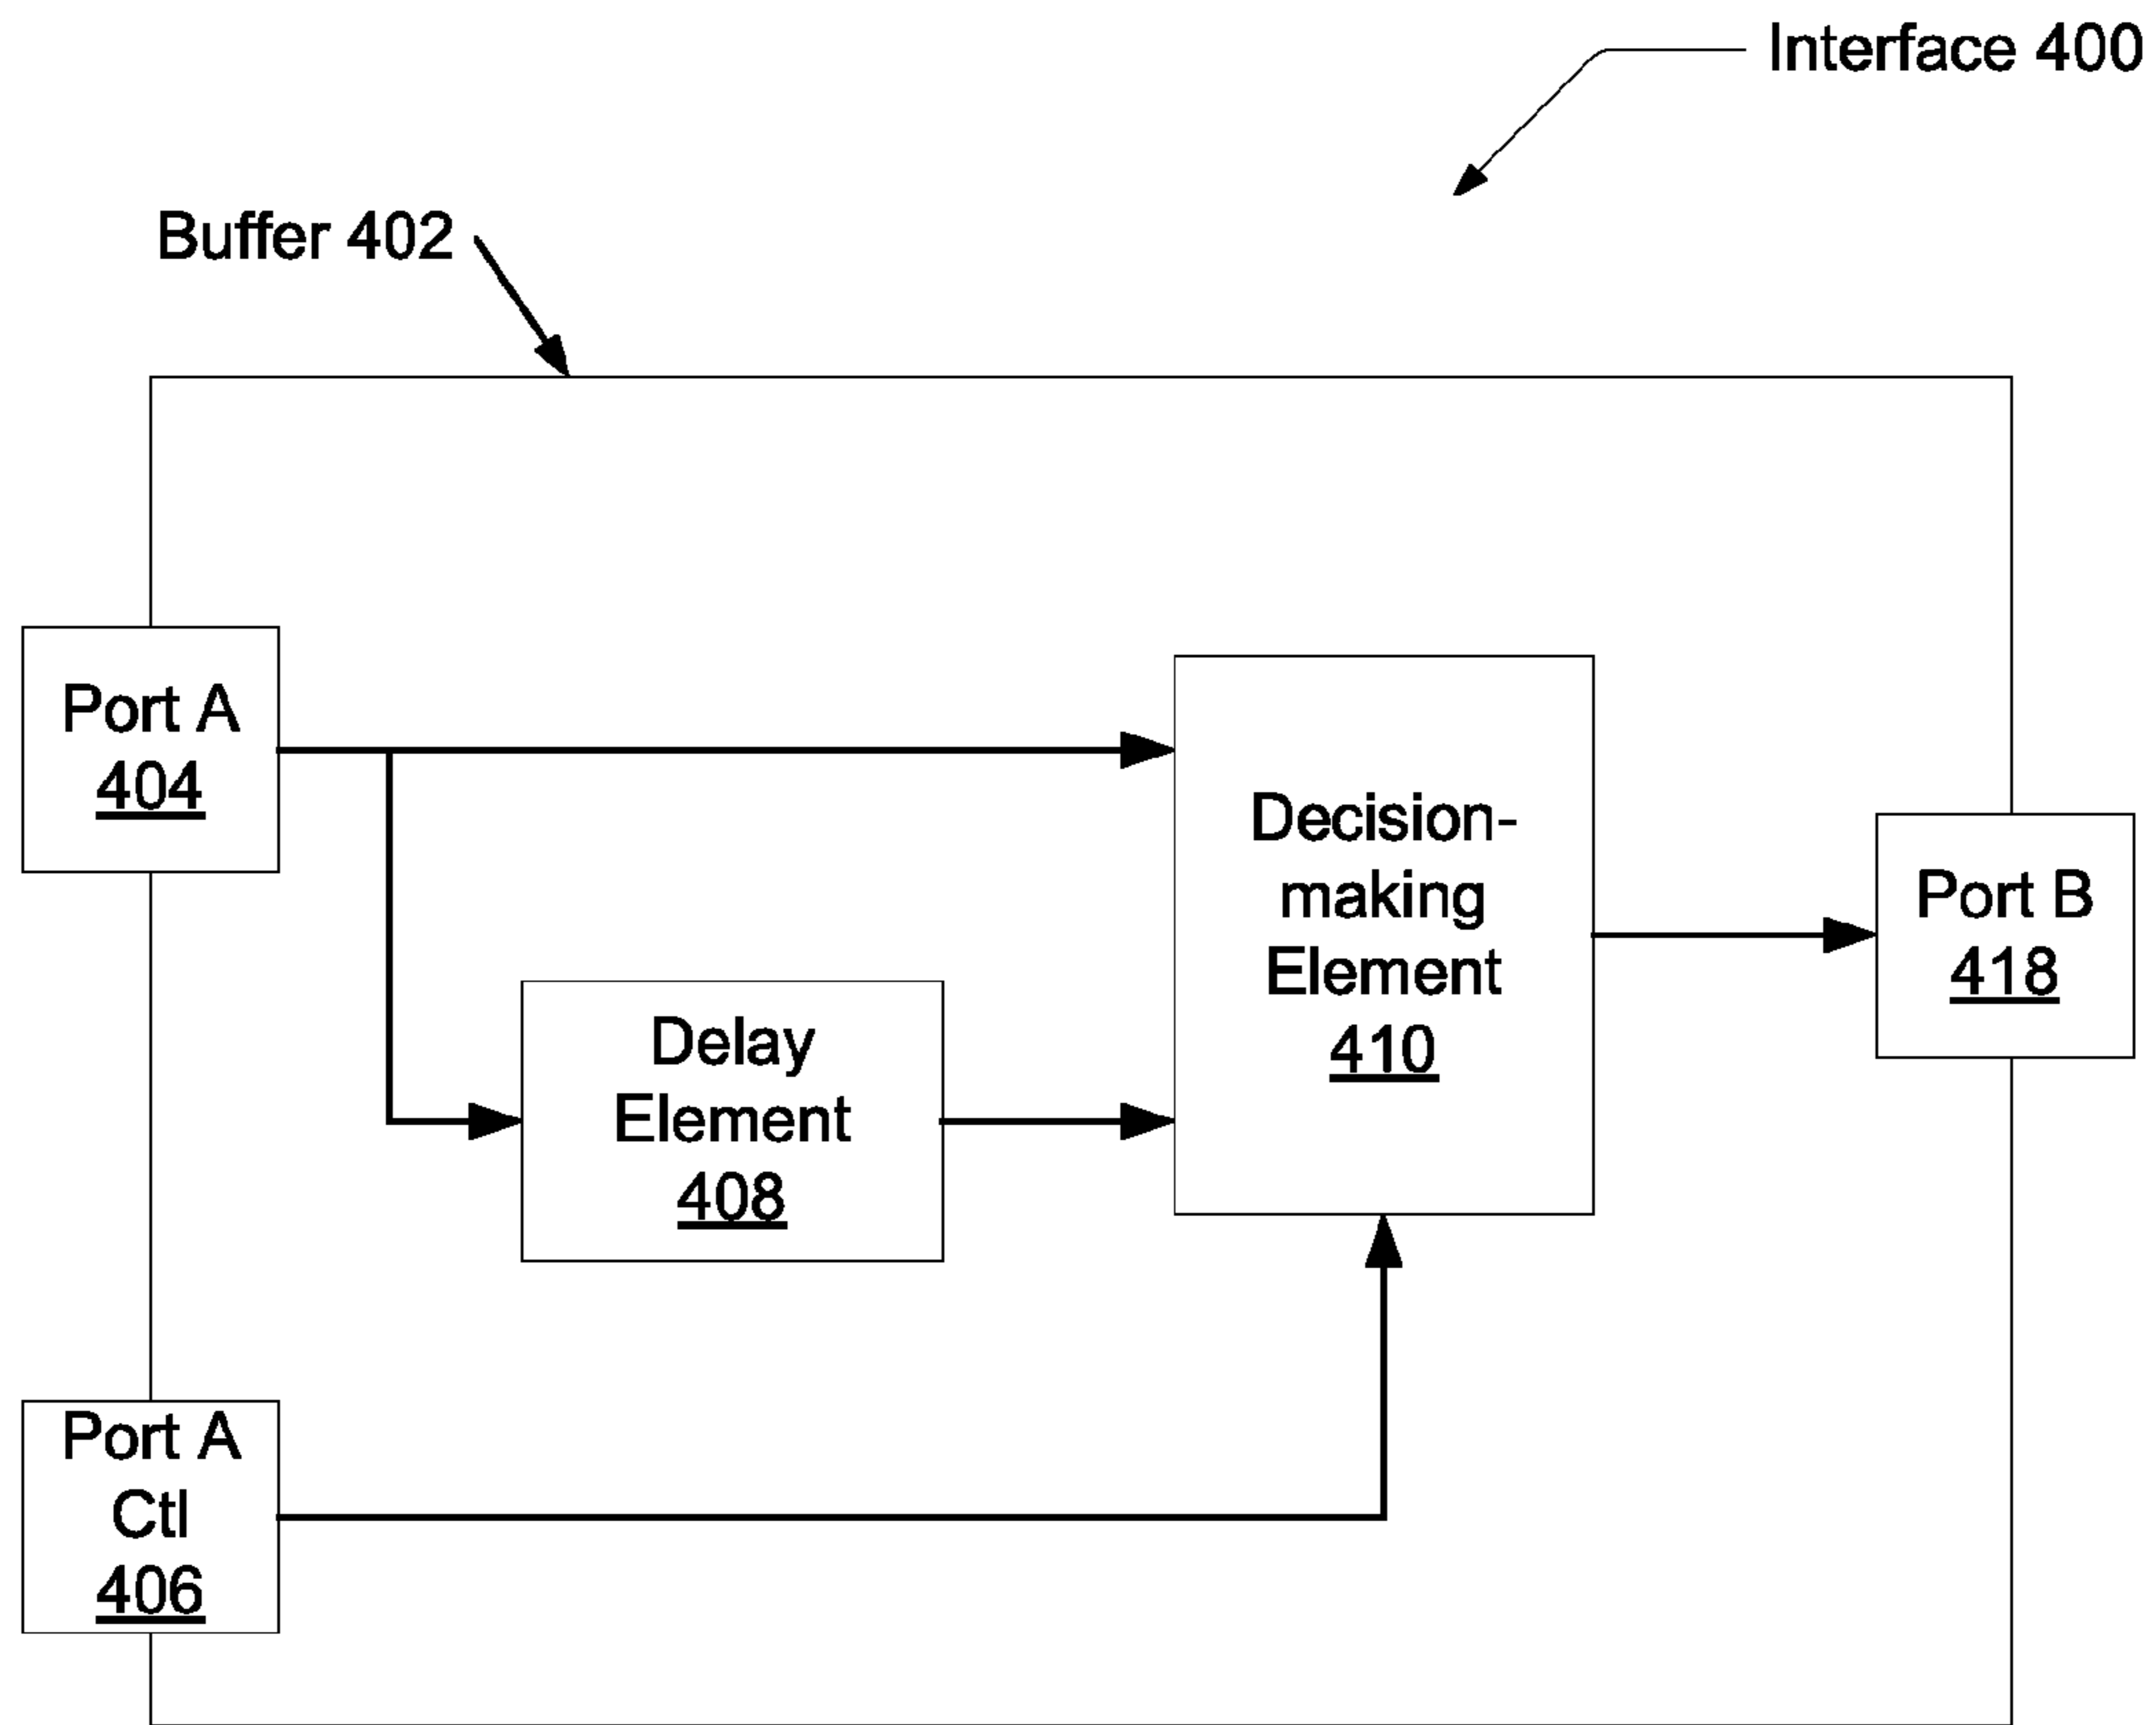 Interface 400
Buffer 402
Port A
404
Decision-
making
Element
410
Port B
418
Delay
Element
408
Port A
Ctl
406